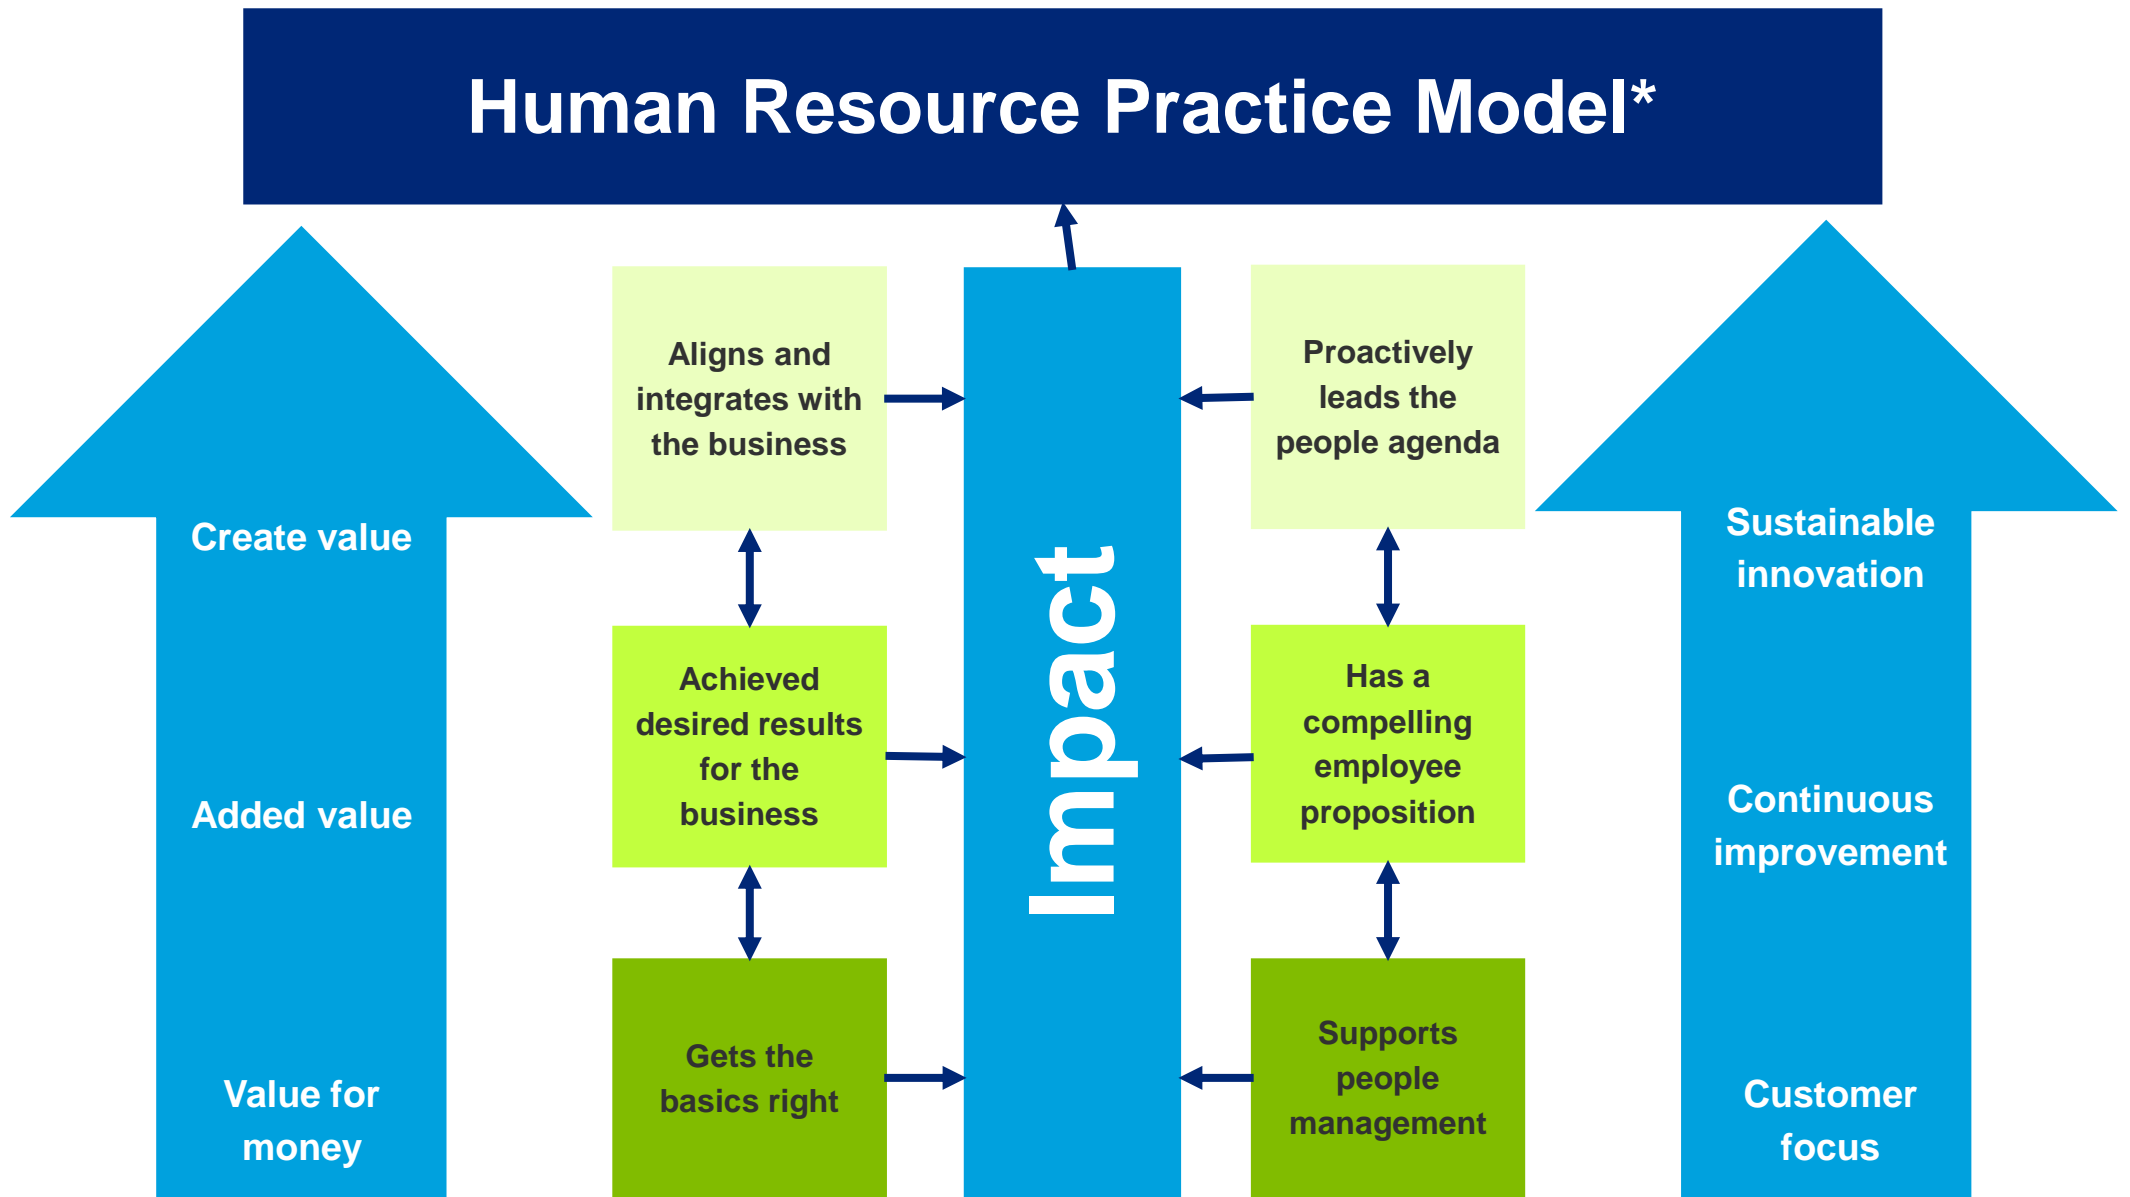 Human Resource Practice Model*
Create value
Added value
Value for
money
Aligns and
integrates with
the business
Achieved
desired results
for the
business
Gets the
basics right
Impact
Proactively
leads the
people agenda
Has a
compelling
employee
proposition
Supports
people
management
Sustainable
innovation
Continuous
improvement
Customer
focus